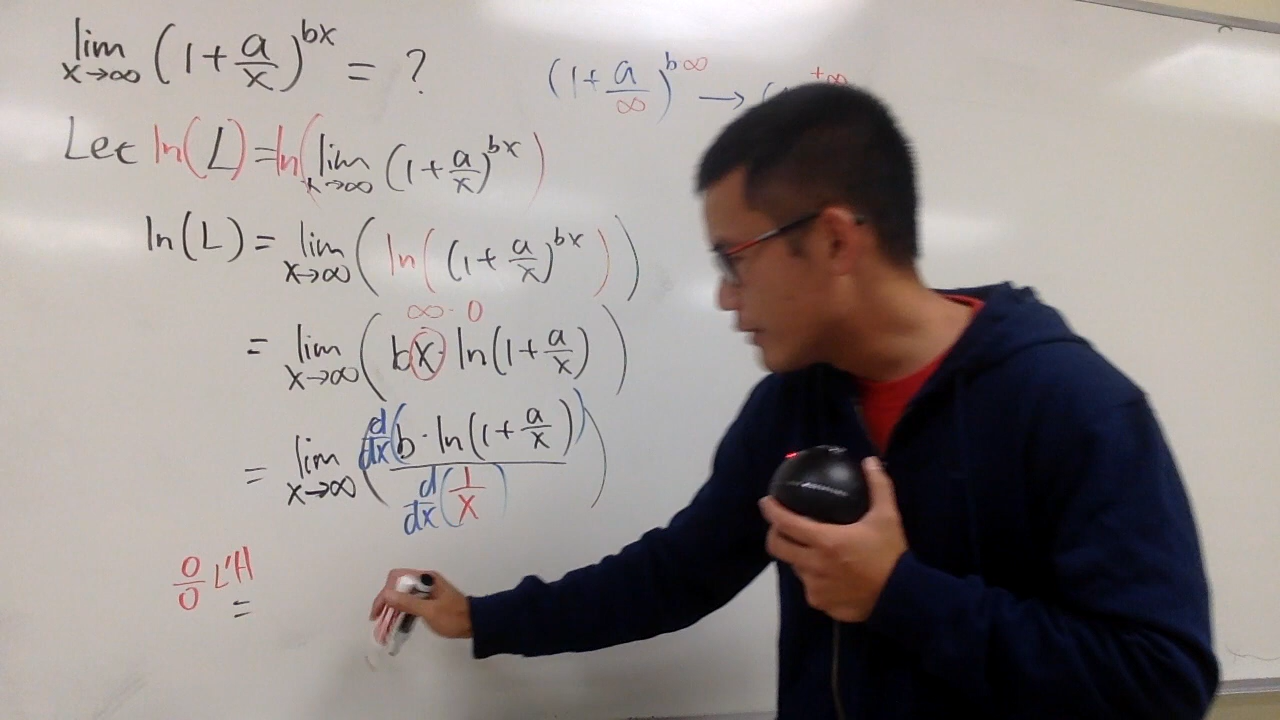 lim x→∞ (1+a/x)^bx = ?
(1+a/∞)^b∞ → ( +∞
Let ln(L)=ln(lim x→∞ (1+a/x)^bx)
ln(L) = lim x→∞ (ln((1+a/x)^bx))
∞·0
= lim x→∞ (bx·ln(1+a/x))
= lim x→∞ (d/dx(b·ln(1+a/x)) / d/dx(1/x))
0/0 L'H =